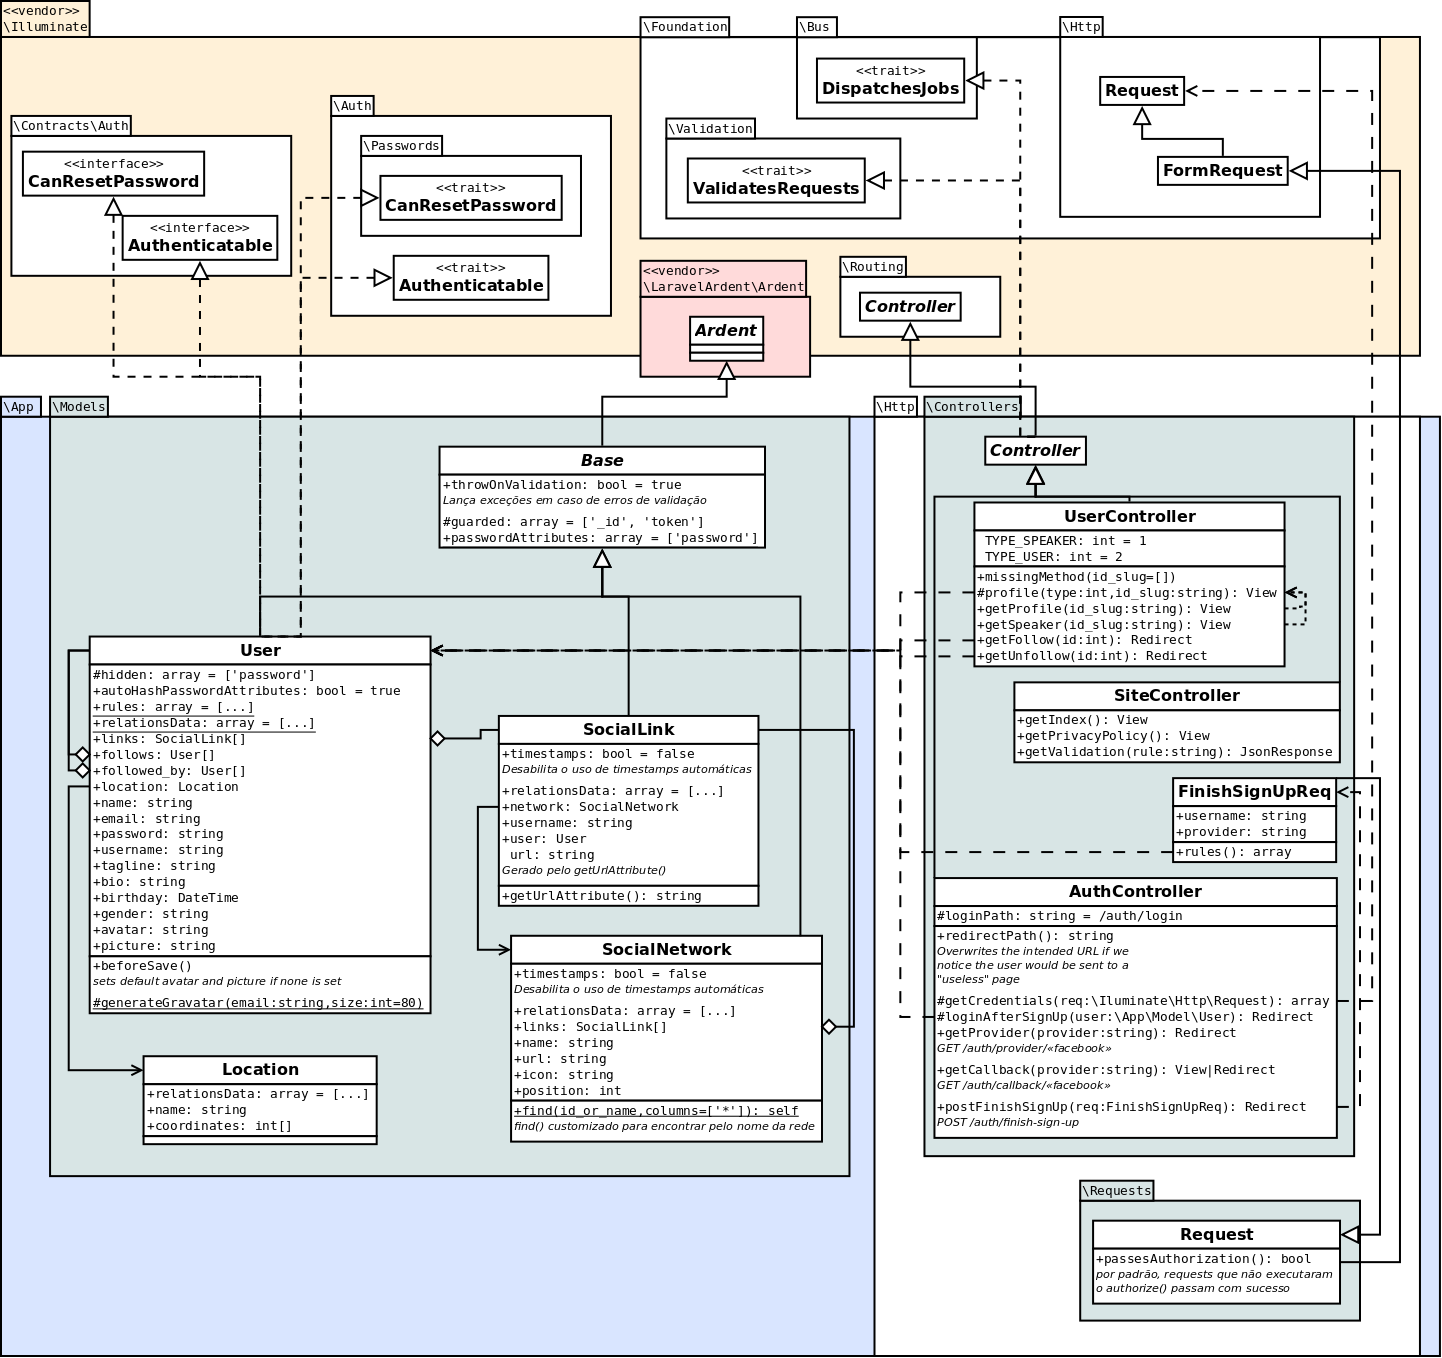 <<vendor>>
\Illuminate
\Contracts\Auth
<<interface>>
CanResetPassword
<<interface>>
Authenticatable
\Auth
\Passwords
<<trait>>
CanResetPassword
<<trait>>
Authenticatable
\Foundation
\Bus
<<trait>>
DispatchesJobs
\Validation
<<trait>>
ValidatesRequests
\Http
Request
FormRequest
<<vendor>>
\LaravelArdent\Ardent
Ardent
\Routing
Controller
\App
\Models
Base
+throwOnValidation: bool = true
Lança exceções em caso de erros de validação
#guarded: array = ['_id', 'token']
+passwordAttributes: array = ['password']
User
#hidden: array = ['password']
+autoHashPasswordAttributes: bool = true
+rules: array = [...]
+relationsData: array = [...]
+links: SocialLink[]
+follows: User[]
+followed_by: User[]
+location: Location
+name: string
+email: string
+password: string
+username: string
+tagline: string
+bio: string
+birthday: DateTime
+gender: string
+avatar: string
+picture: string
+beforeSave()
sets default avatar and picture if none is set
#generateGravatar(email:string,size:int=80)
Location
+relationsData: array = [...]
+name: string
+coordinates: int[]
SocialLink
+timestamps: bool = false
Desabilita o uso de timestamps automáticas
+relationsData: array = [...]
+network: SocialNetwork
+username: string
+user: User
url: string
Gerado pelo getUrlAttribute()
+getUrlAttribute(): string
SocialNetwork
+timestamps: bool = false
Desabilita o uso de timestamps automáticas
+relationsData: array = [...]
+links: SocialLink[]
+name: string
+url: string
+icon: string
+position: int
+find(id_or_name,columns=['*']): self
find() customizado para encontrar pelo nome da rede
\Http
\Controllers
Controller
UserController
TYPE_SPEAKER: int = 1
TYPE_USER: int = 2
+missingMethod(id_slug=[])
#profile(type:int,id_slug:string): View
+getProfile(id_slug:string): View
+getSpeaker(id_slug:string): View
+getFollow(id:int): Redirect
+getUnfollow(id:int): Redirect
SiteController
+getIndex(): View
+getPrivacyPolicy(): View
+getValidation(rule:string): JsonResponse
FinishSignUpReq
+username: string
+provider: string
+rules(): array
AuthController
#loginPath: string = /auth/login
+redirectPath(): string
Overwrites the intended URL if we
notice the user would be sent to a
"useless" page
#getCredentials(req:\Iluminate\Http\Request): array
#loginAfterSignUp(user:\App\Model\User): Redirect
+getProvider(provider:string): Redirect
GET /auth/provider/«facebook»
+getCallback(provider:string): View|Redirect
GET /auth/callback/«facebook»
+postFinishSignUp(req:FinishSignUpReq): Redirect
POST /auth/finish-sign-up
\Requests
Request
+passesAuthorization(): bool
por padrão, requests que não executaram
o authorize() passam com sucesso